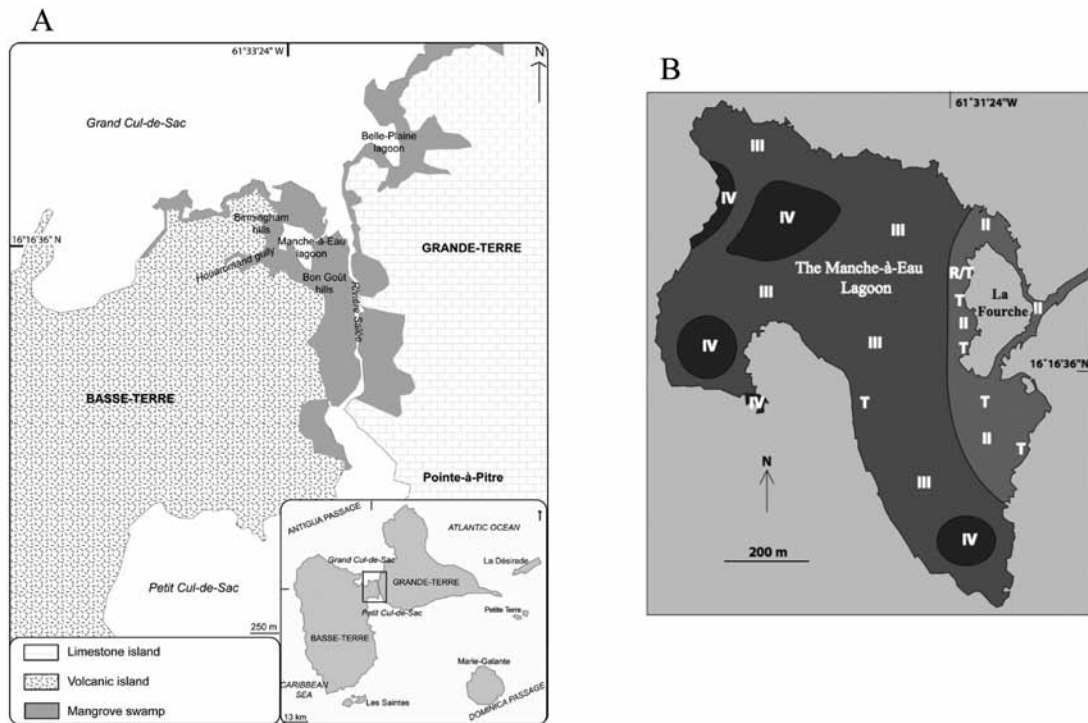 A
61°33'24" W
N
Grand Cul-de-Sac
Belle-Plaine
lagoon
Birmingham
hills
16°16'36" N
Manche-à-Eau
lagoon
GRANDE-TERRE
gully
Bon Goût
hills
Rivière Salée
BASSE-TERRE
Pointe-à-Pitre
Petit Cul-de-Sac
250 m
Limestone island
Volcanic island
Mangrove swamp
ANTIGUA PASSAGE
ATLANTIC OCEAN
Grand Cul-de-Sac
La Désirade
GRANDE-TERRE
Petit Cul-de-Sac
Petite Terre
BASSE-TERRE
Marie-Galante
CARIBBEAN
SEA
Les Saintes
DOMINICA PASSAGE
13 km
B
61°31'24"W
III
IV
IV
II
III
The Manche-à-Eau
Lagoon
R/T
La
Fourche
T
II
III
II
III
T
IV
16°16'36"N
IV
T
T
II
T
N
III
IV
200 m